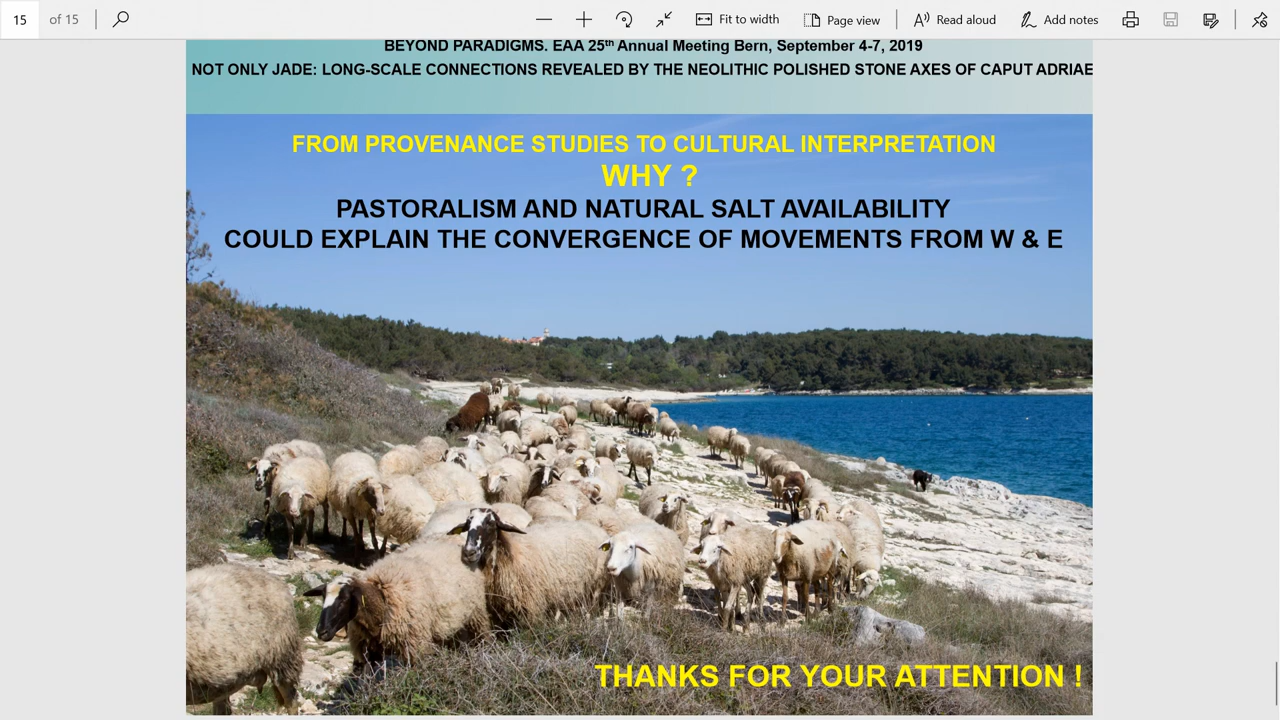 15 of 15 Fit to width Page view Read aloud Add notes
BEYOND PARADIGMS. EAA 25th Annual Meeting Bern, September 4-7, 2019
NOT ONLY JADE: LONG-SCALE CONNECTIONS REVEALED BY THE NEOLITHIC POLISHED STONE AXES OF CAPUT ADRIAE
FROM PROVENANCE STUDIES TO CULTURAL INTERPRETATION
WHY ?
PASTORALISM AND NATURAL SALT AVAILABILITY
COULD EXPLAIN THE CONVERGENCE OF MOVEMENTS FROM W & E
THANKS FOR YOUR ATTENTION !